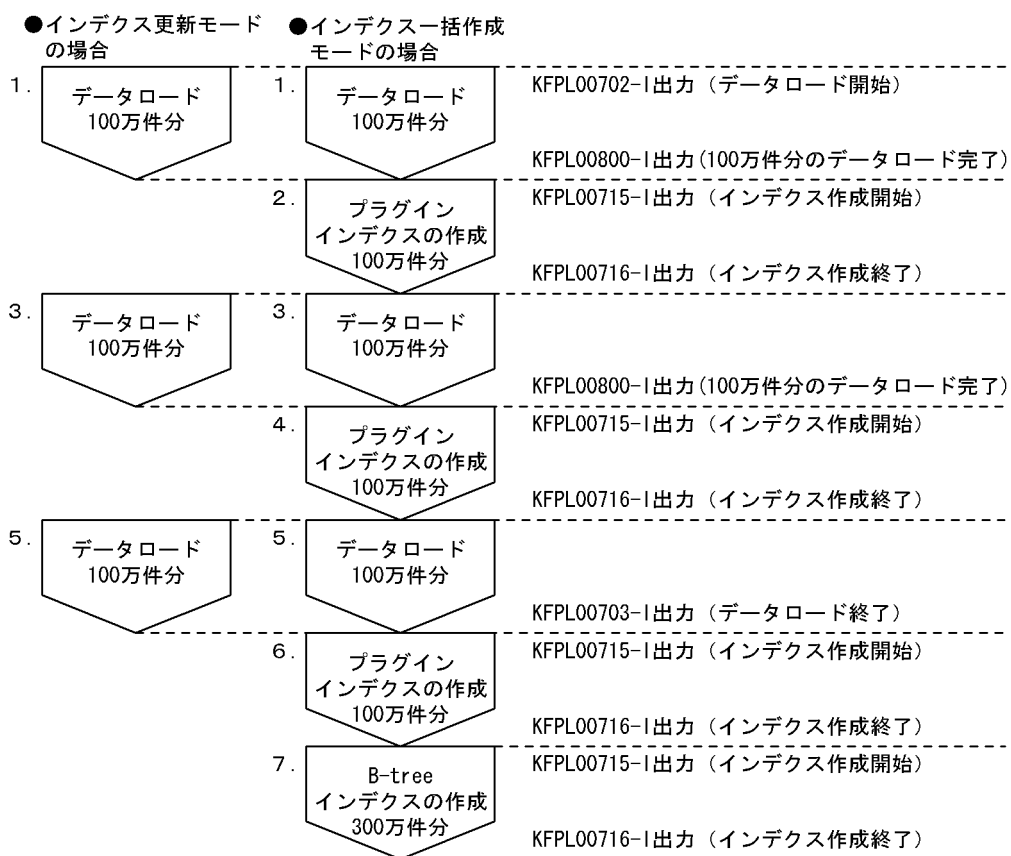 ●インデクス更新モード
の場合
●インデクス一括作成
モードの場合
1.
データロード
100万件分
1.
データロード
100万件分
KFPL00702-I出力（データロード開始）
KFPL00800-I出力(100万件分のデータロード完了)
2.
プラグイン
インデクスの作成
100万件分
KFPL00715-I出力（インデクス作成開始）
KFPL00716-I出力（インデクス作成終了）
3.
データロード
100万件分
3.
データロード
100万件分
KFPL00800-I出力(100万件分のデータロード完了)
4.
プラグイン
インデクスの作成
100万件分
KFPL00715-I出力（インデクス作成開始）
KFPL00716-I出力（インデクス作成終了）
5.
データロード
100万件分
5.
データロード
100万件分
KFPL00703-I出力（データロード終了）
6.
プラグイン
インデクスの作成
100万件分
KFPL00715-I出力（インデクス作成開始）
KFPL00716-I出力（インデクス作成終了）
7.
B-tree
インデクスの作成
300万件分
KFPL00715-I出力（インデクス作成開始）
KFPL00716-I出力（インデクス作成終了）